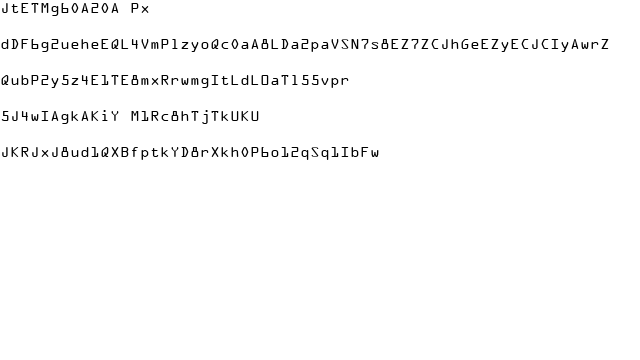 JtETMg60A20A Px
dDF6g2ueheEQL4VmPlzyoQc0aA8LDa2paVSN7s8EZ7ZCJhGeEZyECJCIyAwrZ
QubP2y5z4E1TE8mxRrwmgItLdLOaTl55vpr
5J4wIAgkAKiY M1Rc8hTjTkUKU
JKRJxJ8ud1QXBfptkYD8rXkh0P6o12qSq1IbFw